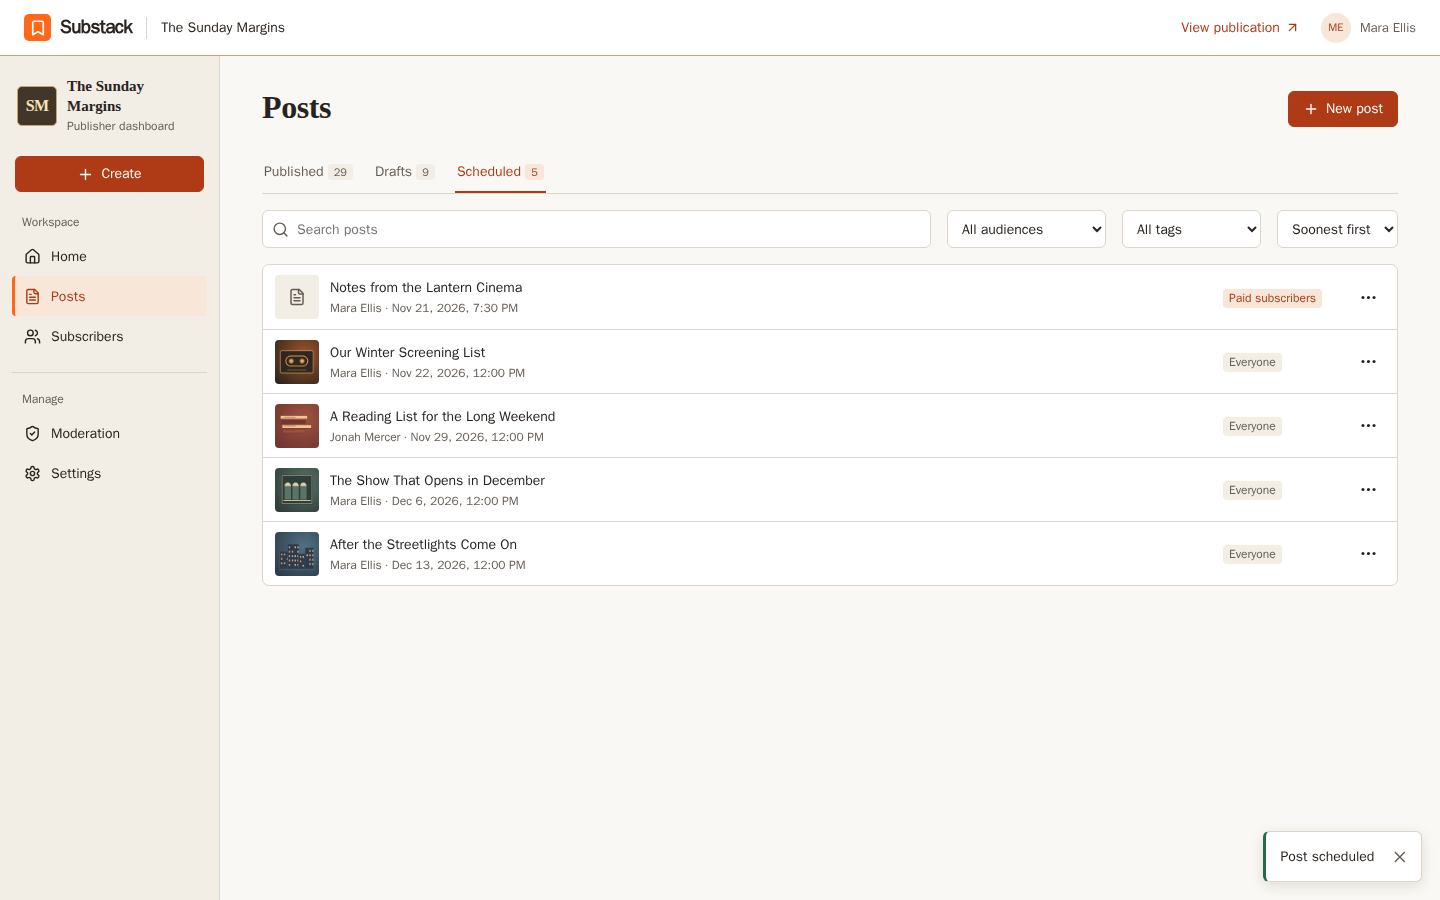 Substack
The Sunday Margins
View publication
ME
Mara Ellis
SM
The Sunday
Margins
Publisher dashboard
Create
Workspace
Home
Posts
Subscribers
Manage
Moderation
Settings
Posts
New post
Published 29
Drafts 9
Scheduled 5
Search posts
All audiences
All tags
Soonest first
Notes from the Lantern Cinema
Mara Ellis · Nov 21, 2026, 7:30 PM
Paid subscribers
Our Winter Screening List
Mara Ellis · Nov 22, 2026, 12:00 PM
Everyone
A Reading List for the Long Weekend
Jonah Mercer · Nov 29, 2026, 12:00 PM
Everyone
The Show That Opens in December
Mara Ellis · Dec 6, 2026, 12:00 PM
Everyone
After the Streetlights Come On
Mara Ellis · Dec 13, 2026, 12:00 PM
Everyone
Post scheduled